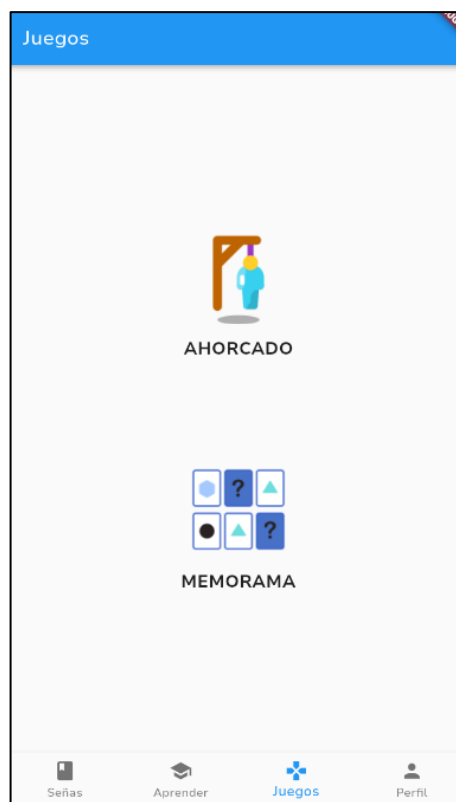 Juegos
AHORCADO
?
?
MEMORAMA
Señas Aprender Juegos Perfil